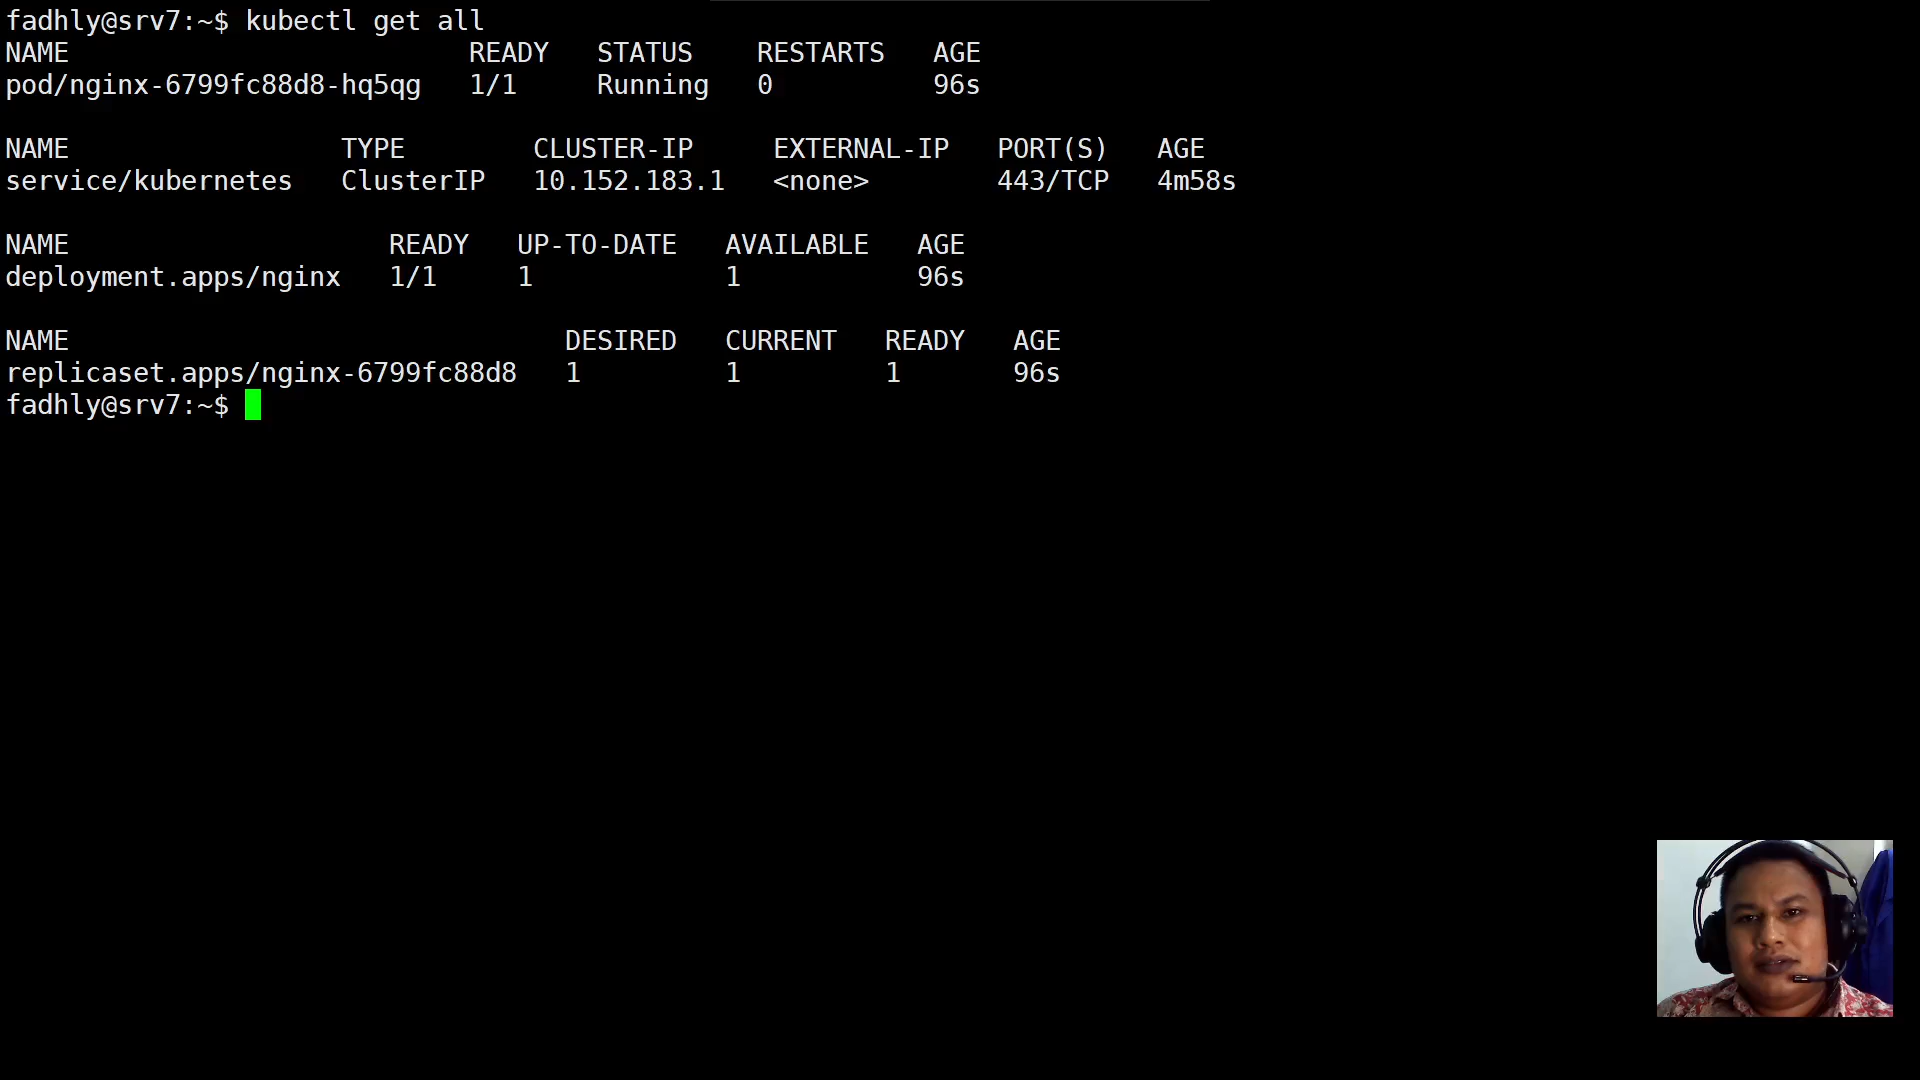 fadhly@srv7:~$ kubectl get all
NAME                         READY   STATUS    RESTARTS   AGE
pod/nginx-6799fc88d8-hq5qg   1/1     Running   0          96s

NAME                 TYPE        CLUSTER-IP     EXTERNAL-IP   PORT(S)   AGE
service/kubernetes   ClusterIP   10.152.183.1   <none>        443/TCP   4m58s

NAME                    READY   UP-TO-DATE   AVAILABLE   AGE
deployment.apps/nginx   1/1     1            1           96s

NAME                               DESIRED   CURRENT   READY   AGE
replicaset.apps/nginx-6799fc88d8   1         1         1       96s
fadhly@srv7:~$